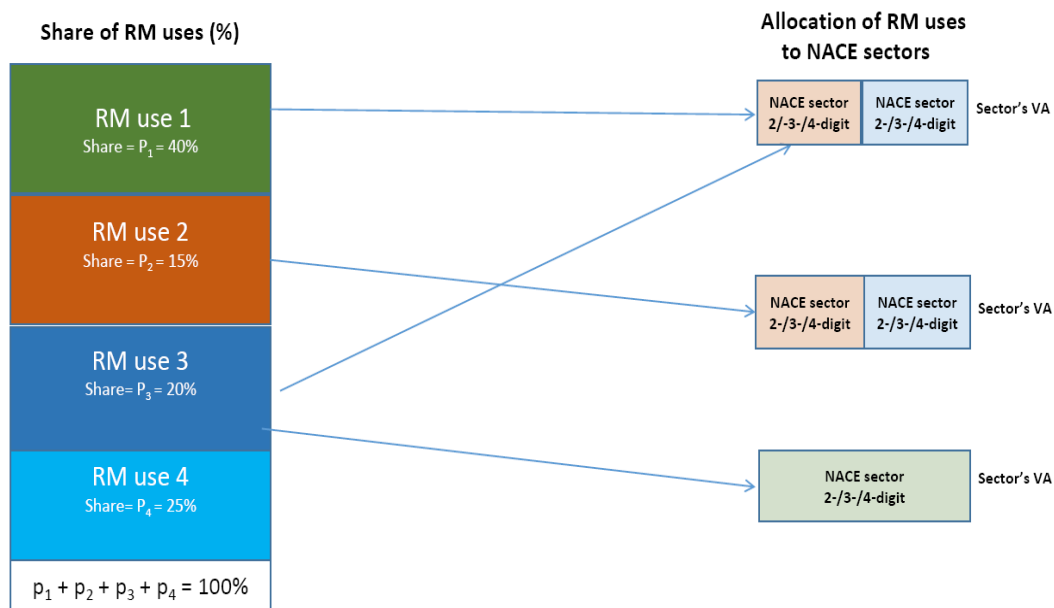 Share of RM uses (%)
RM use 1
Share = P₁ = 40%
RM use 2
Share = P₂ = 15%
RM use 3
Share= P₃ = 20%
RM use 4
Share= P₄ = 25%
p₁ + p₂ + p₃ + p₄ = 100%
Allocation of RM uses
to NACE sectors
NACE sector
2/-3-/4-digit
NACE sector
2-/3-/4-digit
Sector's VA
NACE sector
2-/3-/4-digit
NACE sector
2-/3-/4-digit
Sector's VA
NACE sector
2-/3-/4-digit
Sector's VA